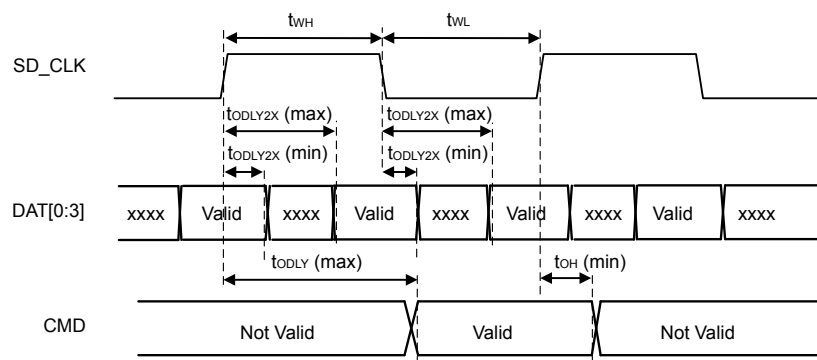 tWH tWL
SD_CLK
tODLY2X (max) tODLY2X (max)
tODLY2X (min) tODLY2X (min)
DAT[0:3] xxxx Valid xxxx Valid xxxx Valid xxxx Valid xxxx
tODLY (max) tOH (min)
CMD Not Valid Valid Not Valid